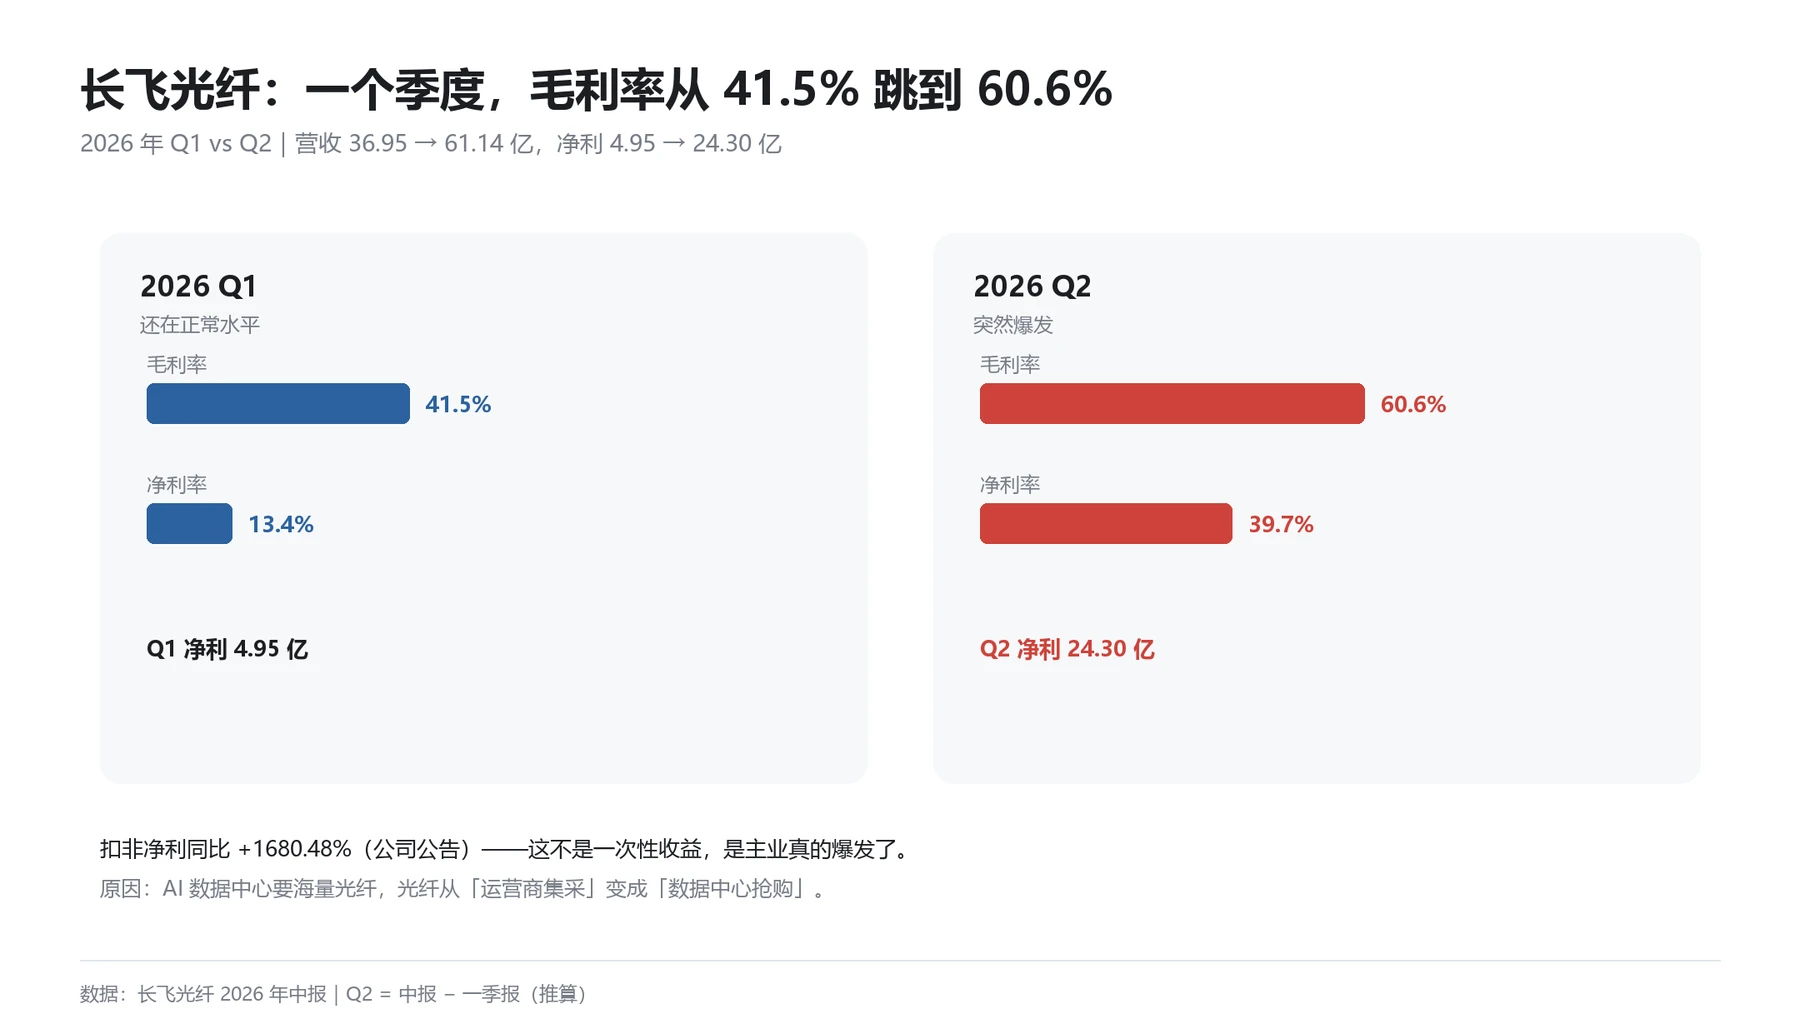 长飞光纤：一个季度，毛利率从 41.5% 跳到 60.6%
2026 年 Q1 vs Q2 | 营收 36.95 → 61.14 亿，净利 4.95 → 24.30 亿
2026 Q1
还在正常水平
毛利率
41.5%
净利率
13.4%
Q1 净利 4.95 亿
2026 Q2
突然爆发
毛利率
60.6%
净利率
39.7%
Q2 净利 24.30 亿
扣非净利同比 +1680.48%（公司公告）——这不是一次性收益，是主业真的爆发了。
原因：AI 数据中心要海量光纤，光纤从「运营商集采」变成「数据中心抢购」。
数据：长飞光纤 2026 年中报 | Q2 = 中报 − 一季报（推算）